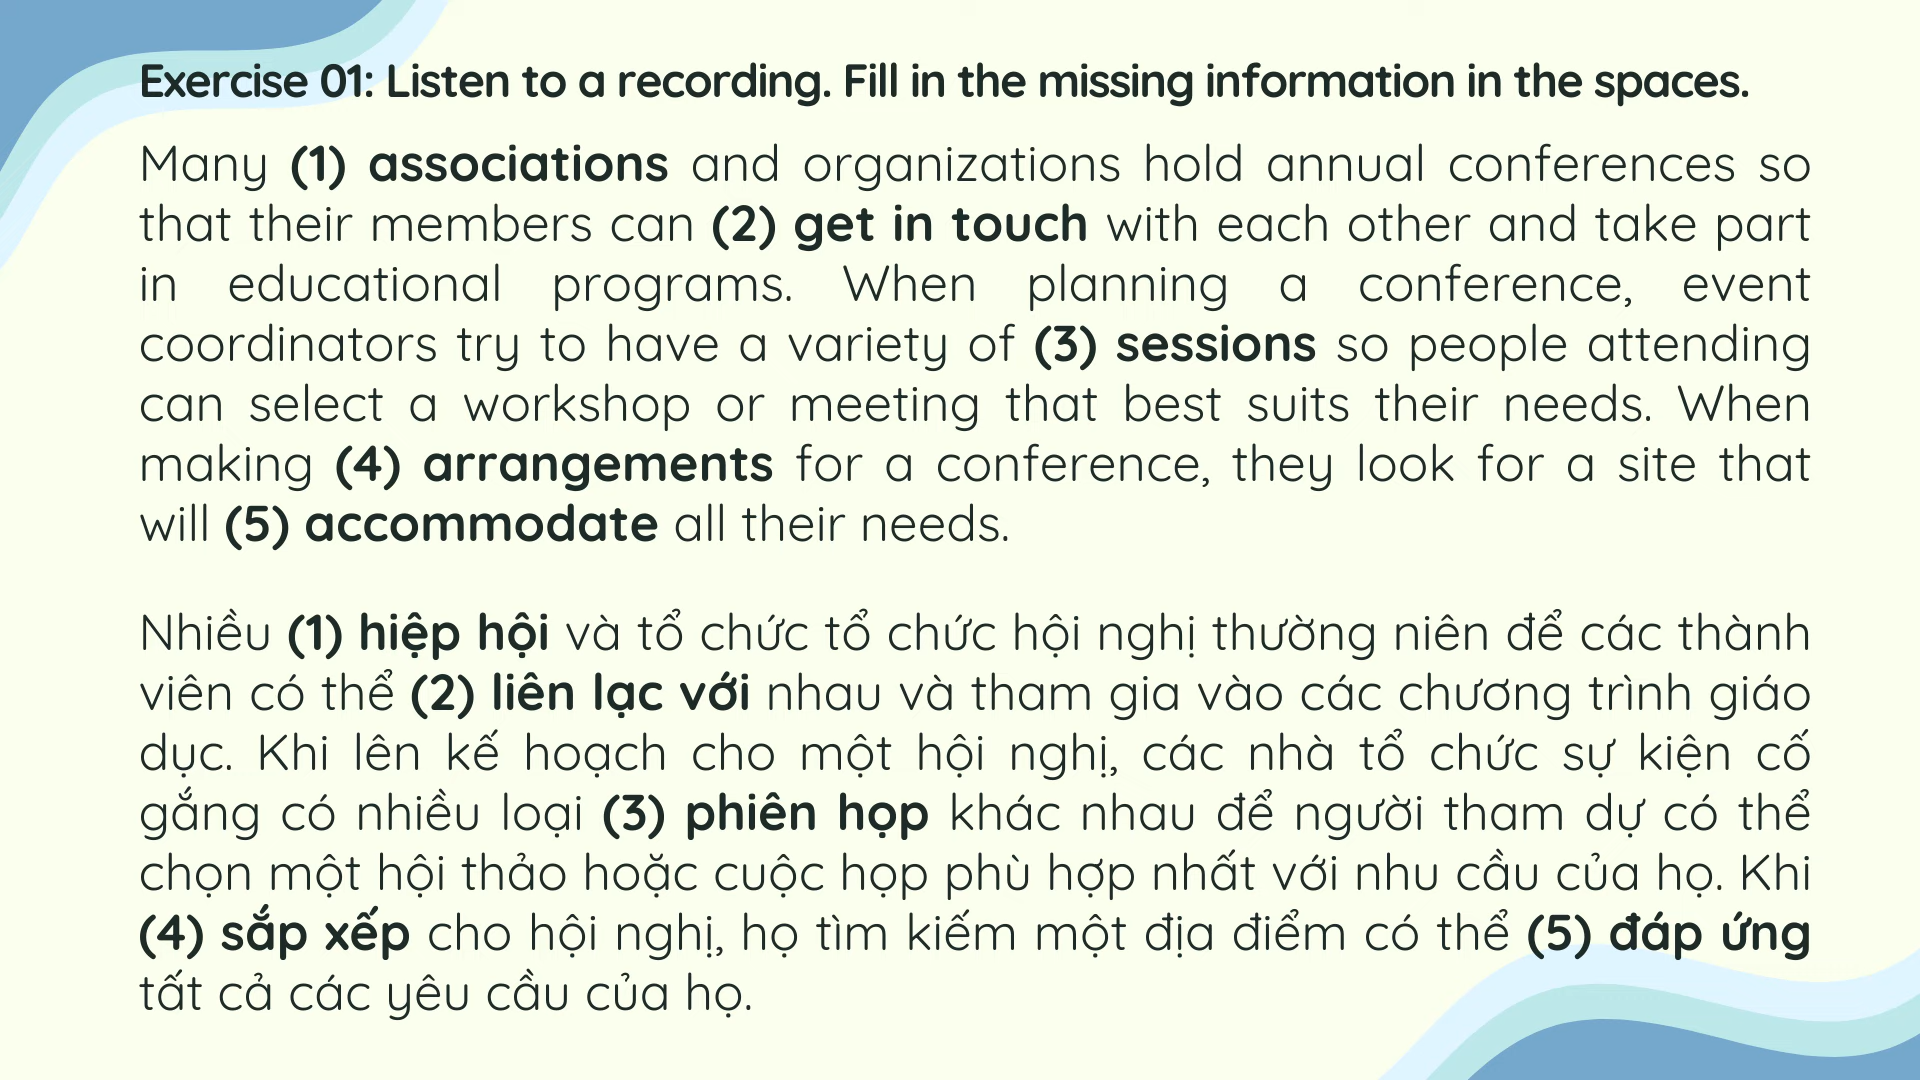 Exercise 01: Listen to a recording. Fill in the missing information in the spaces.
Many (1) associations and organizations hold annual conferences so
that their members can (2) get in touch with each other and take part
in educational programs. When planning a conference, event
coordinators try to have a variety of (3) sessions so people attending
can select a workshop or meeting that best suits their needs. When
making (4) arrangements for a conference, they look for a site that
will (5) accommodate all their needs.
Nhiều (1) hiệp hội và tổ chức tổ chức hội nghị thường niên để các thành
viên có thể (2) liên lạc với nhau và tham gia vào các chương trình giáo
dục. Khi lên kế hoạch cho một hội nghị, các nhà tổ chức sự kiện cố
gắng có nhiều loại (3) phiên họp khác nhau để người tham dự có thể
chọn một hội thảo hoặc cuộc họp phù hợp nhất với nhu cầu của họ. Khi
(4) sắp xếp cho hội nghị, họ tìm kiếm một địa điểm có thể (5) đáp ứng
tất cả các yêu cầu của họ.